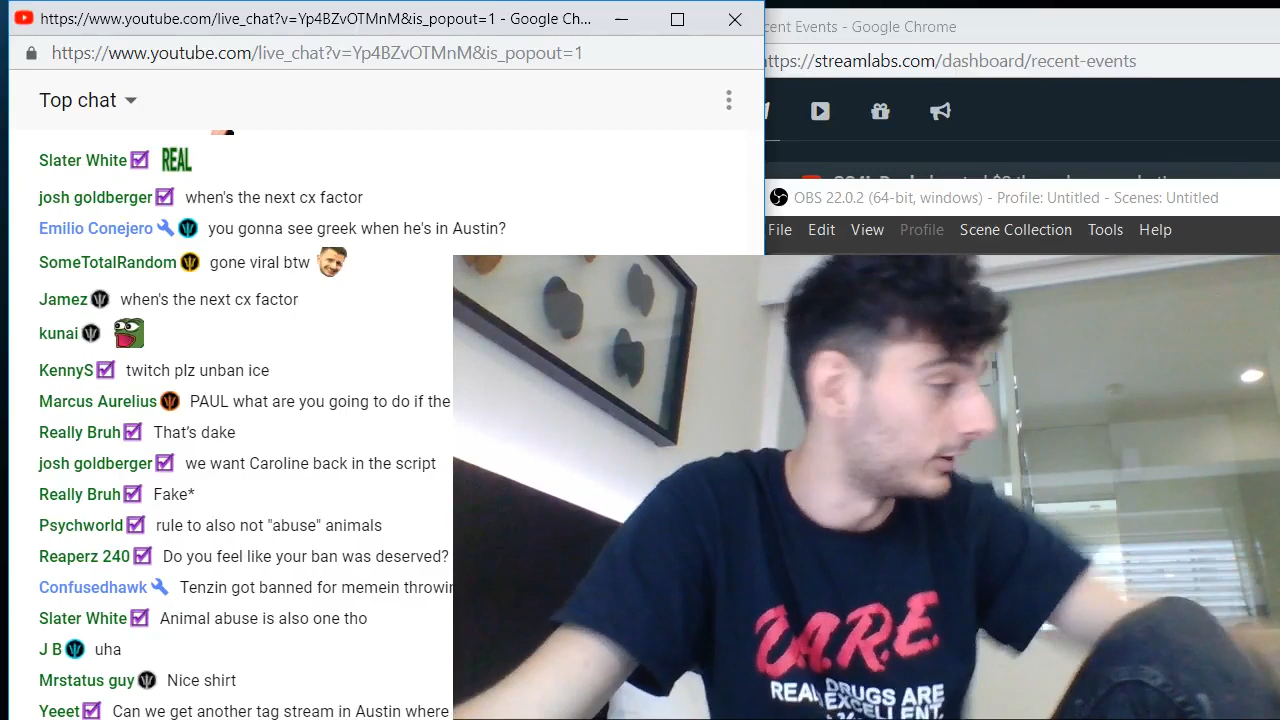 https://www.youtube.com/live_chat?v=Yp4BZvOTMnM&is_popout=1 - Google Ch...
cent Events - Google Chrome
https://www.youtube.com/live_chat?v=Yp4BZvOTMnM&is_popout=1
ttps://streamlabs.com/dashboard/recent-events
Top chat
OBS 22.0.2 (64-bit, windows) - Profile: Untitled - Scenes: Untitled
File Edit View Profile Scene Collection Tools Help
Slater White REAL
josh goldberger when's the next cx factor
Emilio Conejero you gonna see greek when he's in Austin?
SomeTotalRandom gone viral btw
Jamez when's the next cx factor
kunai
KennyS twitch plz unban ice
Marcus Aurelius PAUL what are you going to do if the
Really Bruh That's dake
josh goldberger we want Caroline back in the script
Really Bruh Fake*
Psychworld rule to also not "abuse" animals
Reaperz 240 Do you feel like your ban was deserved?
Confusedhawk Tenzin got banned for memein throwin
Slater White Animal abuse is also one tho
J B uha
Mrstatus guy Nice shirt
Yeeet Can we get another tag stream in Austin where
D.A.R.E.
REAL DRUGS ARE
EXCELLENT.